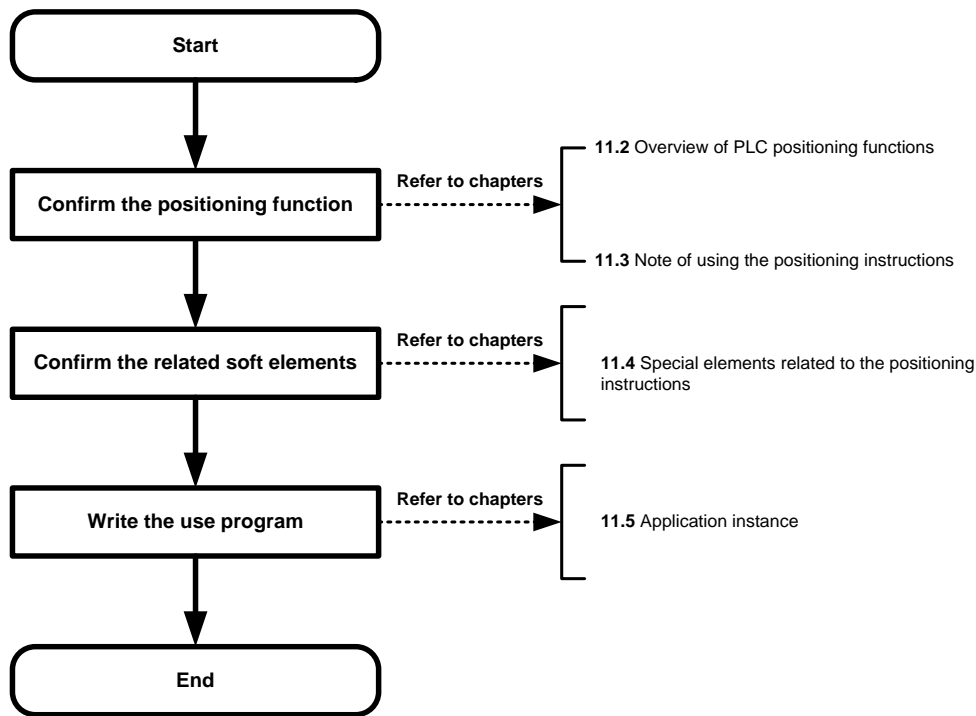 Start
Confirm the positioning function
Refer to chapters
11.2 Overview of PLC positioning functions
11.3 Note of using the positioning instructions
Confirm the related soft elements
Refer to chapters
11.4 Special elements related to the positioning
instructions
Write the use program
Refer to chapters
11.5 Application instance
End